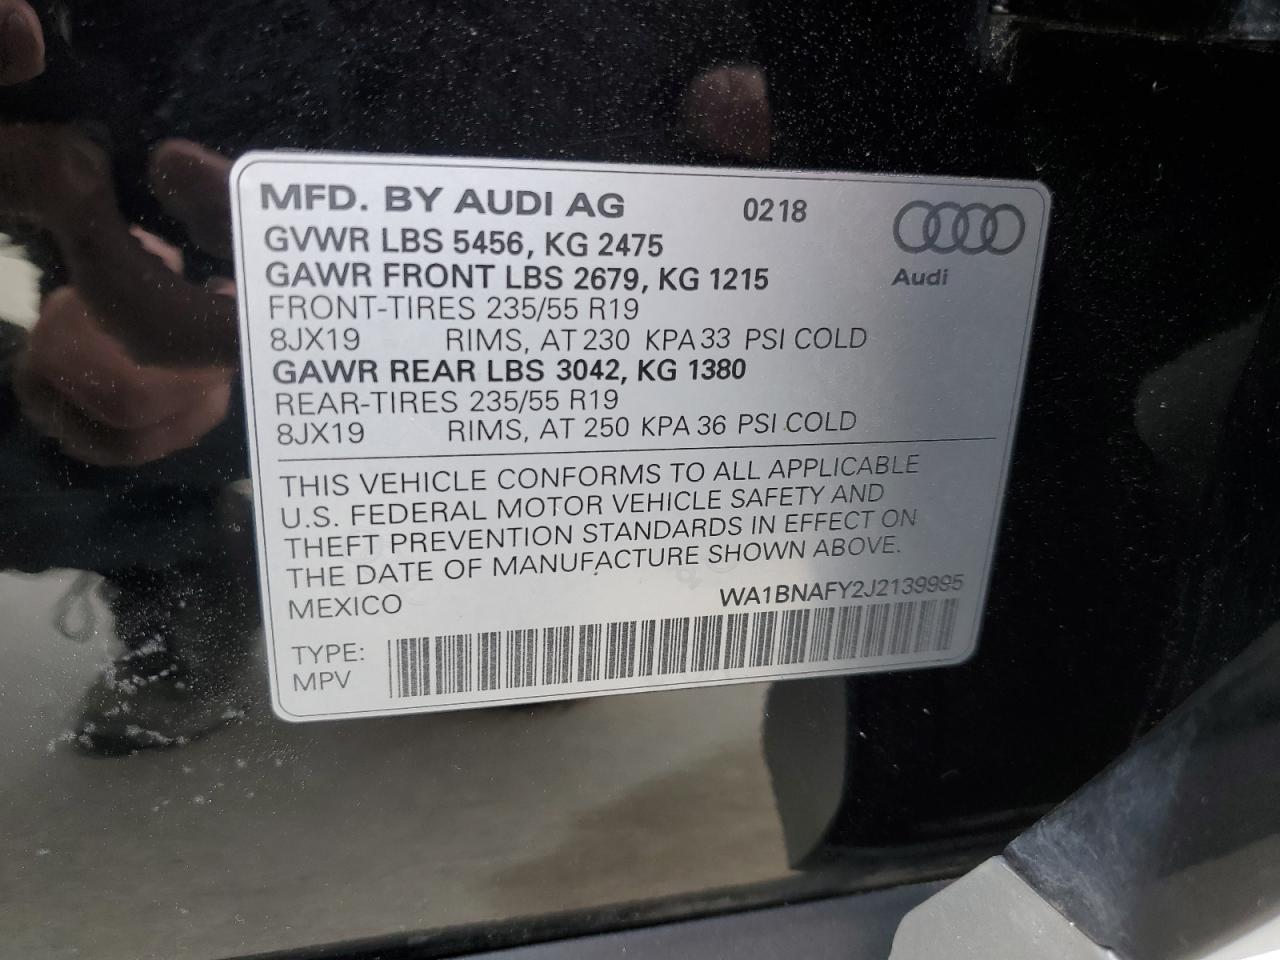 MFD. BY AUDI AG 0218
GVWR LBS 5456, KG 2475
GAWR FRONT LBS 2679, KG 1215
Audi
FRONT-TIRES 235/55 R19
8JX19 RIMS, AT 230 KPA 33 PSI COLD
GAWR REAR LBS 3042, KG 1380
REAR-TIRES 235/55 R19
8JX19 RIMS, AT 250 KPA 36 PSI COLD
THIS VEHICLE CONFORMS TO ALL APPLICABLE
U.S. FEDERAL MOTOR VEHICLE SAFETY AND
THEFT PREVENTION STANDARDS IN EFFECT ON
THE DATE OF MANUFACTURE SHOWN ABOVE.
MEXICO WA1BNAFY2J2139995
TYPE:
MPV